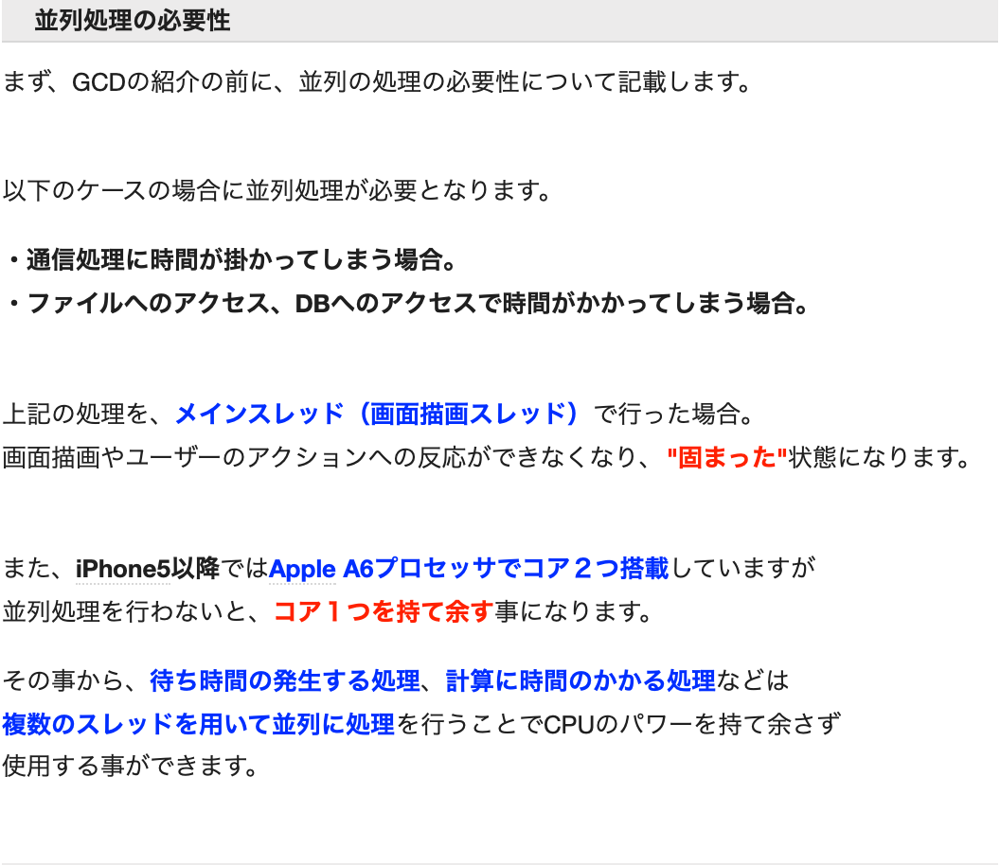 並列処理の必要性
まず、GCDの紹介の前に、並列の処理の必要性について記載します。
以下のケースの場合に並列処理が必要となります。
・通信処理に時間が掛かってしまう場合。
・ファイルへのアクセス、DBへのアクセスで時間がかかってしまう場合。
上記の処理を、メインスレッド（画面描画スレッド）で行った場合。
画面描画やユーザーのアクションへの反応ができなくなり、"固まった"状態になります。
また、iPhone5以降ではApple A6プロセッサでコア２つ搭載していますが
並列処理を行わないと、コア１つを持て余す事になります。
その事から、待ち時間の発生する処理、計算に時間のかかる処理などは
複数のスレッドを用いて並列に処理を行うことでCPUのパワーを持て余さず
使用する事ができます。